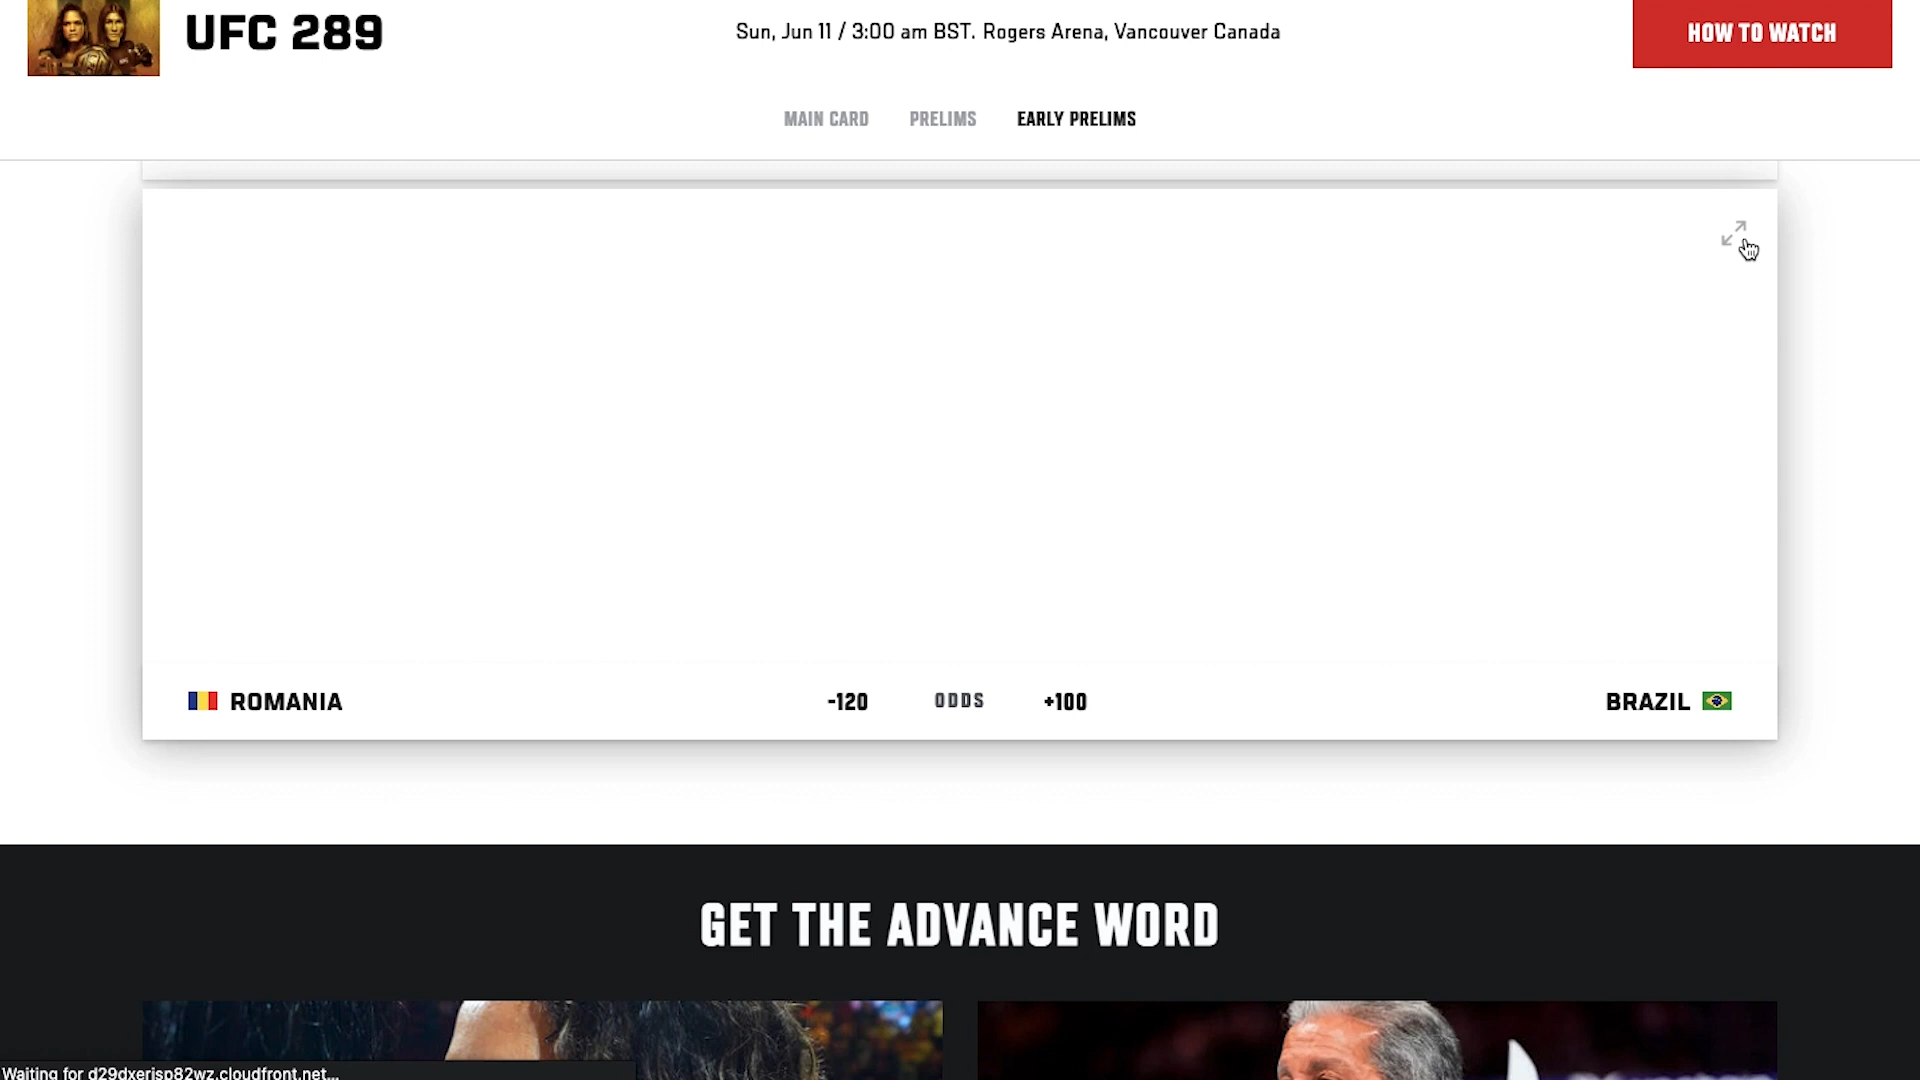 UFC 289
Sun, Jun 11 / 3:00 am BST. Rogers Arena, Vancouver Canada
HOW TO WATCH
MAIN CARD PRELIMS EARLY PRELIMS
ROMANIA -120 ODDS +100 BRAZIL
GET THE ADVANCE WORD
Waiting for d29dxerjsp82wz.cloudfront.net...